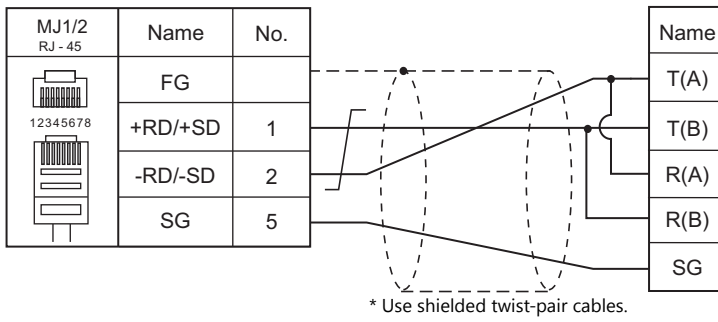 MJ1/2 Name No. Name
RJ - 45
FG T(A)
12345678
+RD/+SD 1 T(B)
-RD/-SD 2 R(A)
SG 5 R(B)
SG
* Use shielded twist-pair cables.